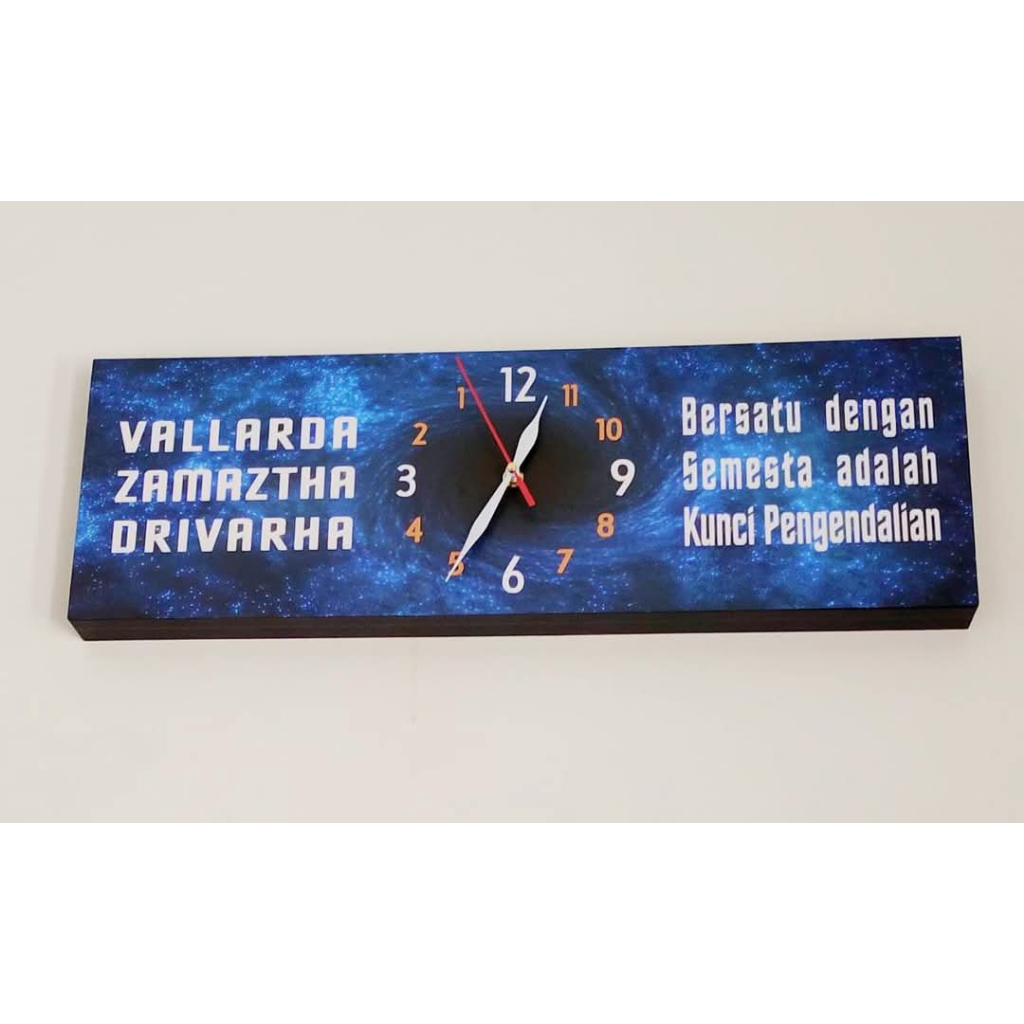 VALLARDA
ZAMAZTHA
DRIVARHA
12
1
11
2
10
3
9
4
8
5
7
6
Bersatu dengan
Semesta adalah
Kunci Pengendalian